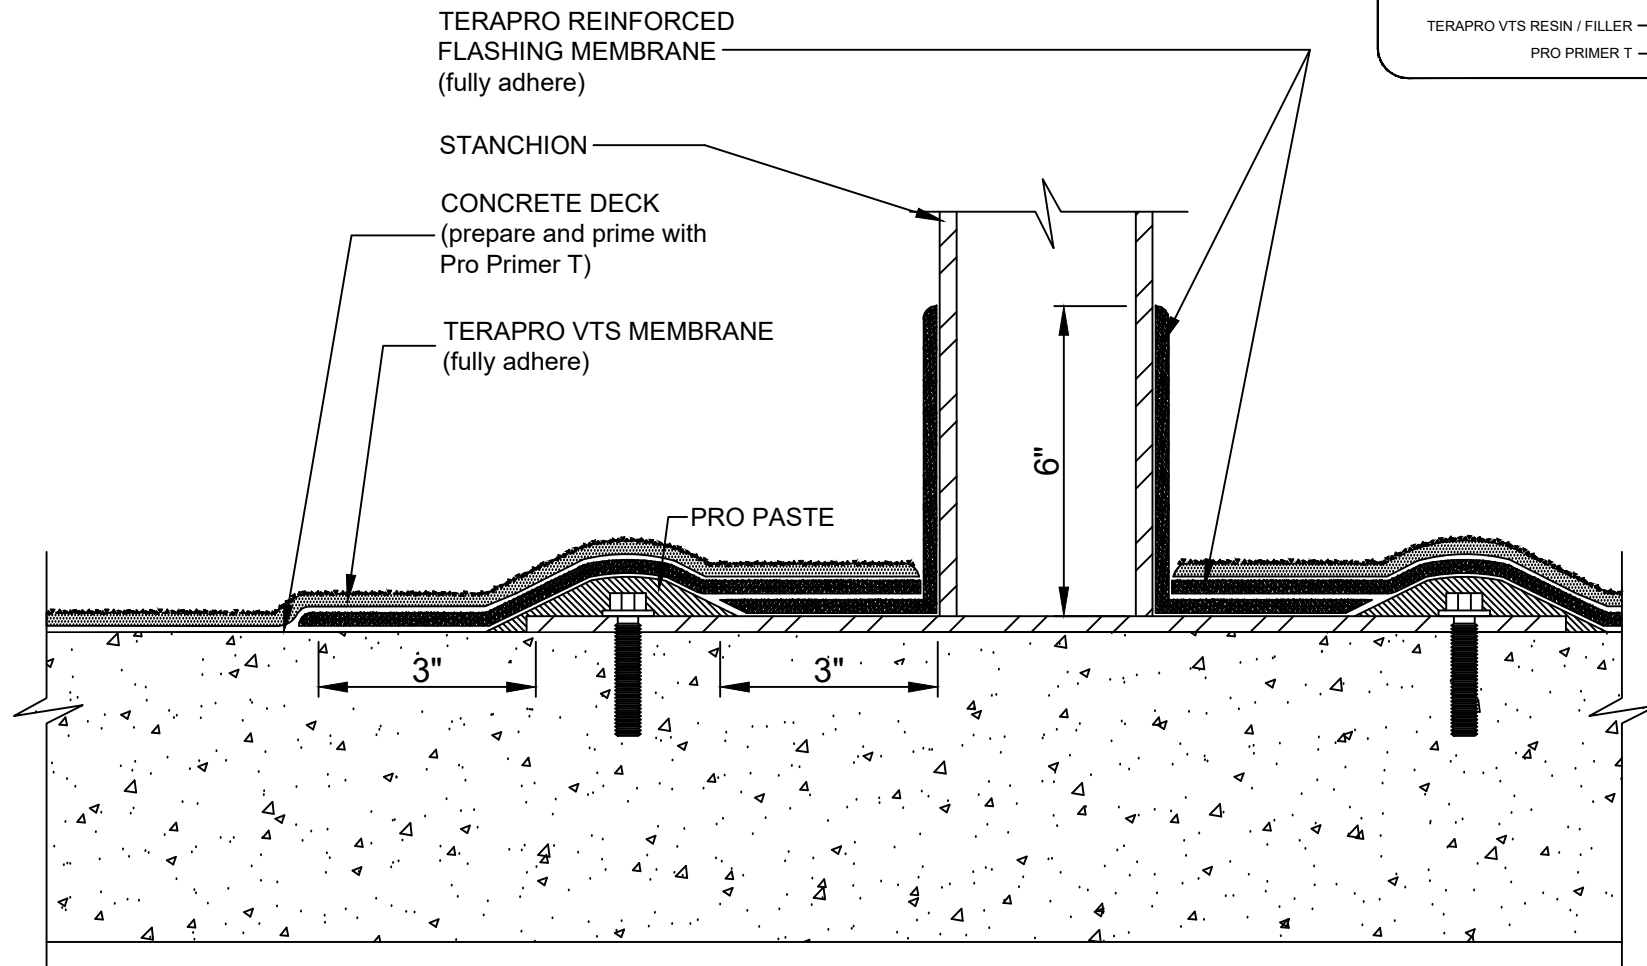 TERAPRO REINFORCED
FLASHING MEMBRANE
(fully adhere)
TERAPRO VTS RESIN / FILLER
PRO PRIMER T
STANCHION
CONCRETE DECK
(prepare and prime with
Pro Primer T)
TERAPRO VTS MEMBRANE
(fully adhere)
6"
PRO PASTE
3"
3"